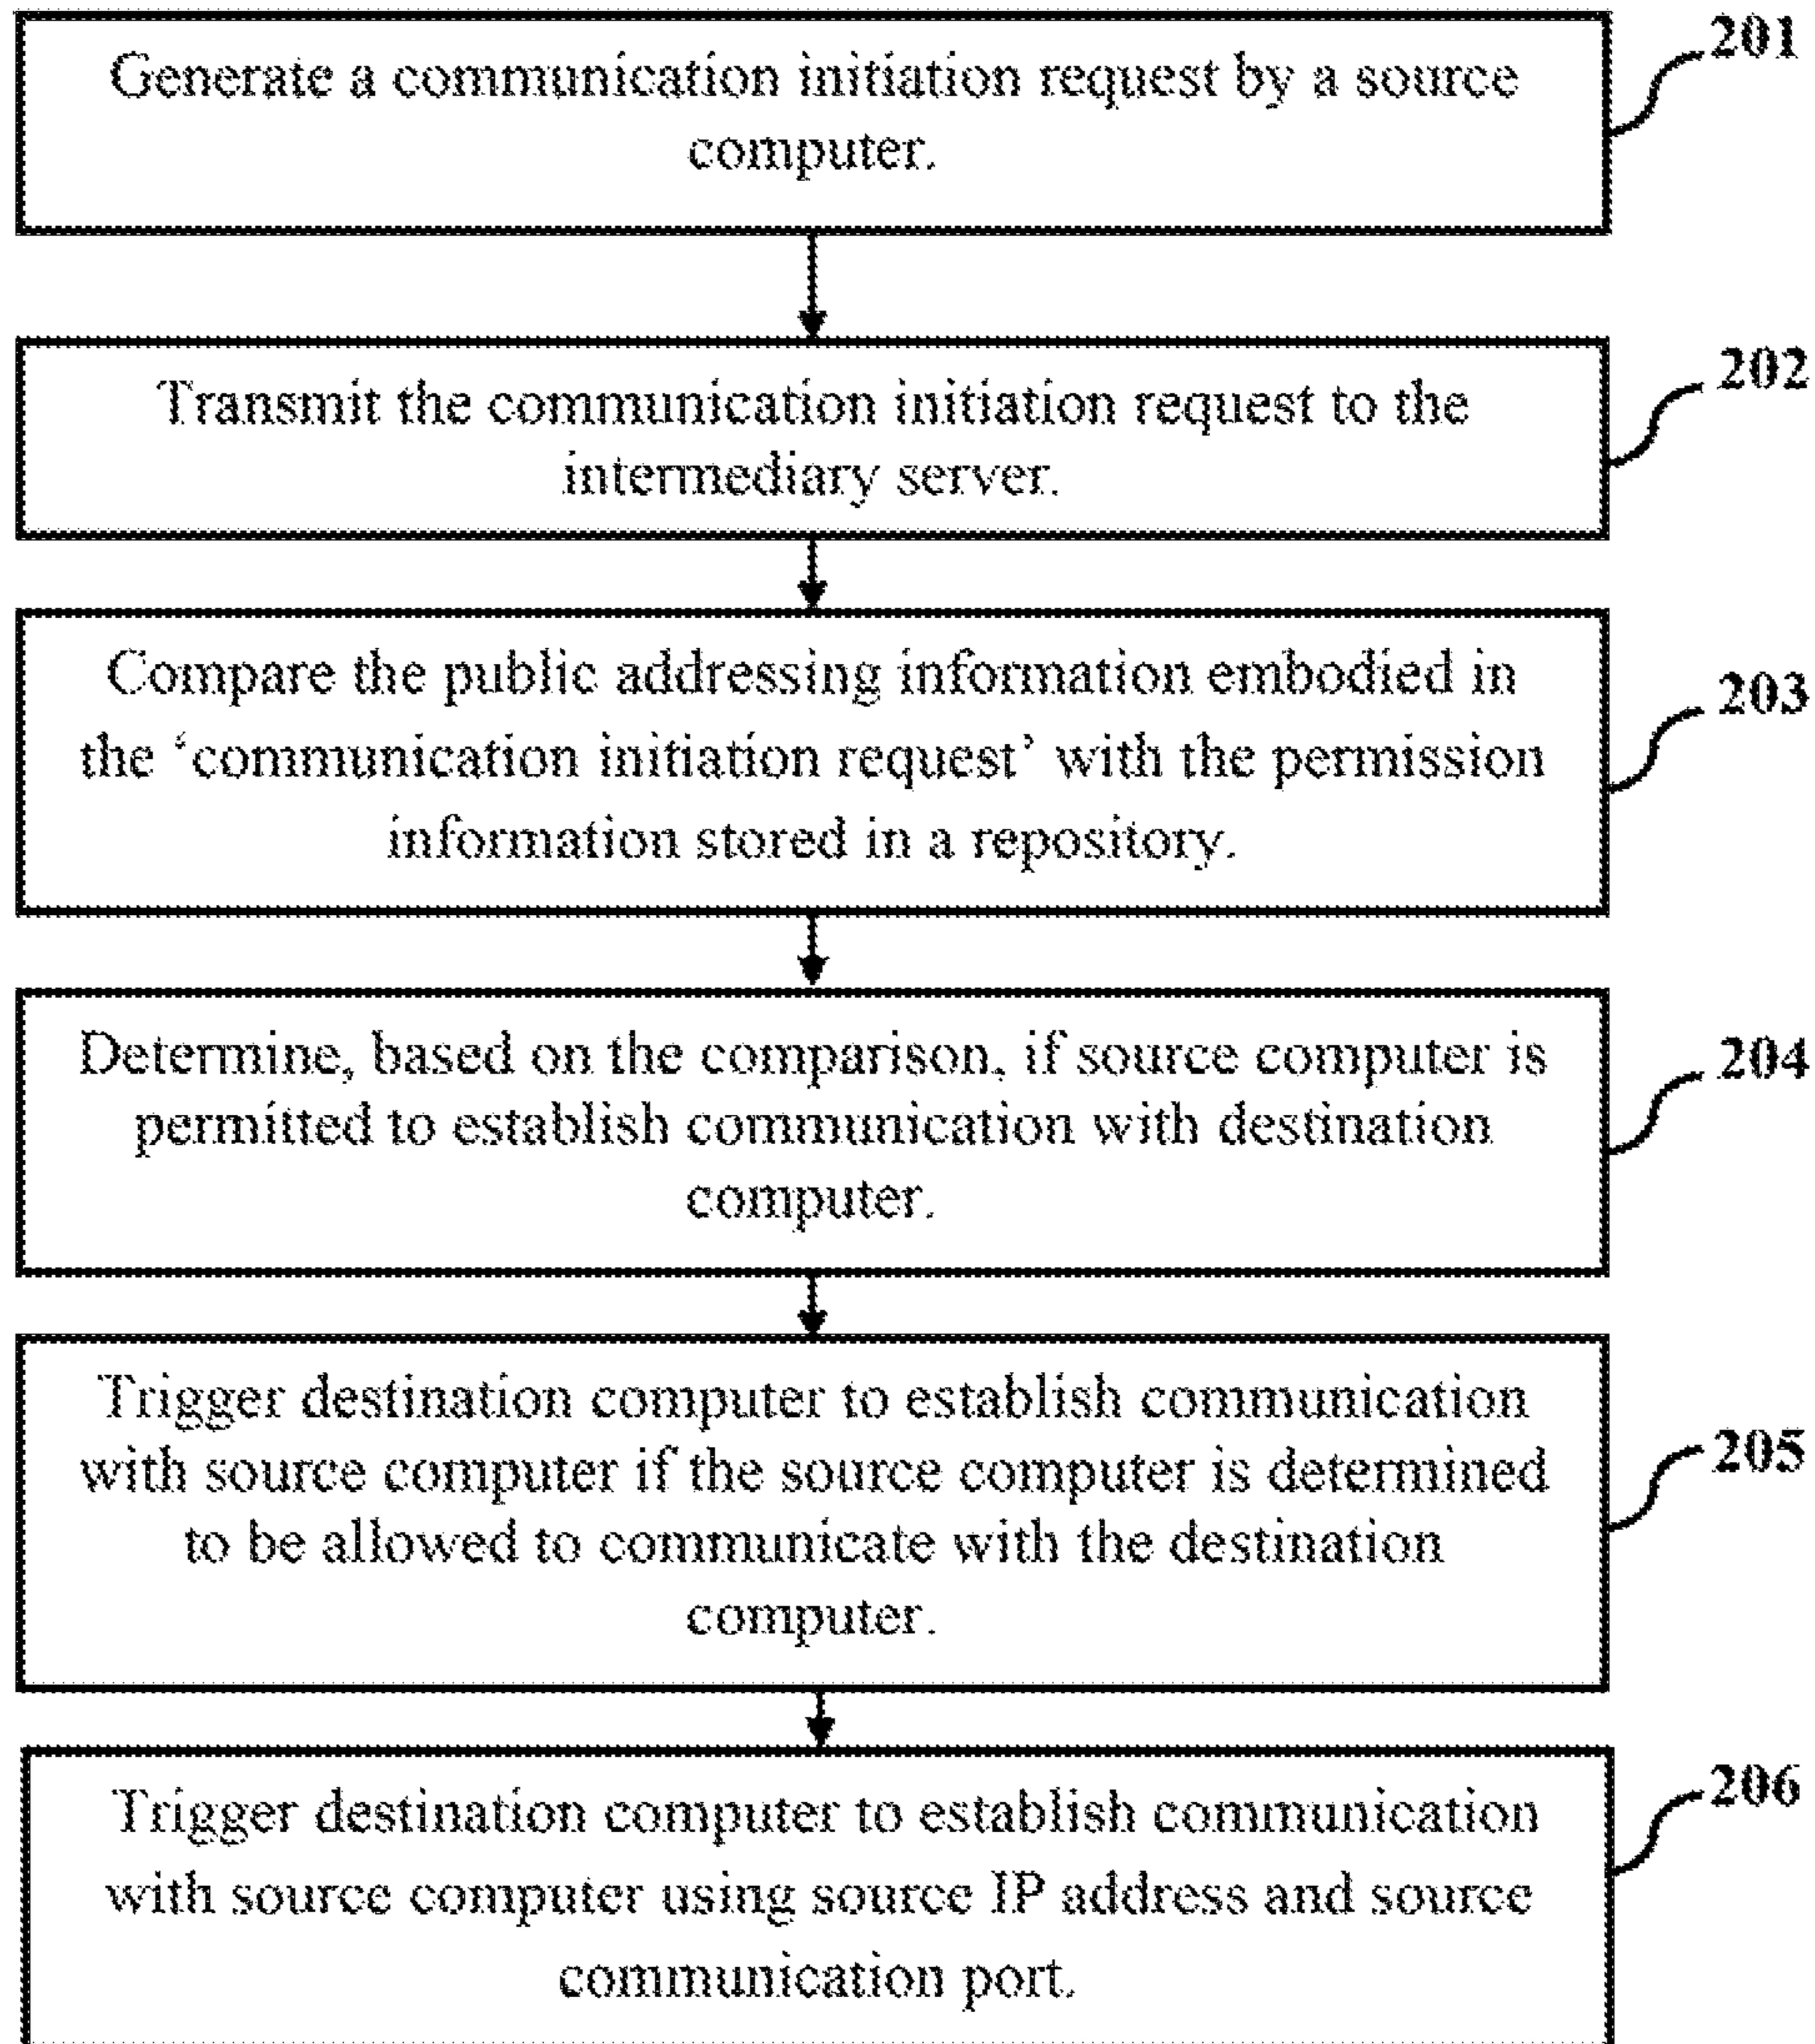 201
Generate a communication initiation request by a source
computer.
202
Transmit the communication initiation request to the
intermediary server.
203
Compare the public addressing information embodied in
the ‘communication initiation request’ with the permission
information stored in a repository.
204
Determine, based on the comparison, if source computer is
permitted to establish communication with destination
computer.
205
Trigger destination computer to establish communication
with source computer if the source computer is determined
to be allowed to communicate with the destination
computer.
206
Trigger destination computer to establish communication
with source computer using source IP address and source
communication port.